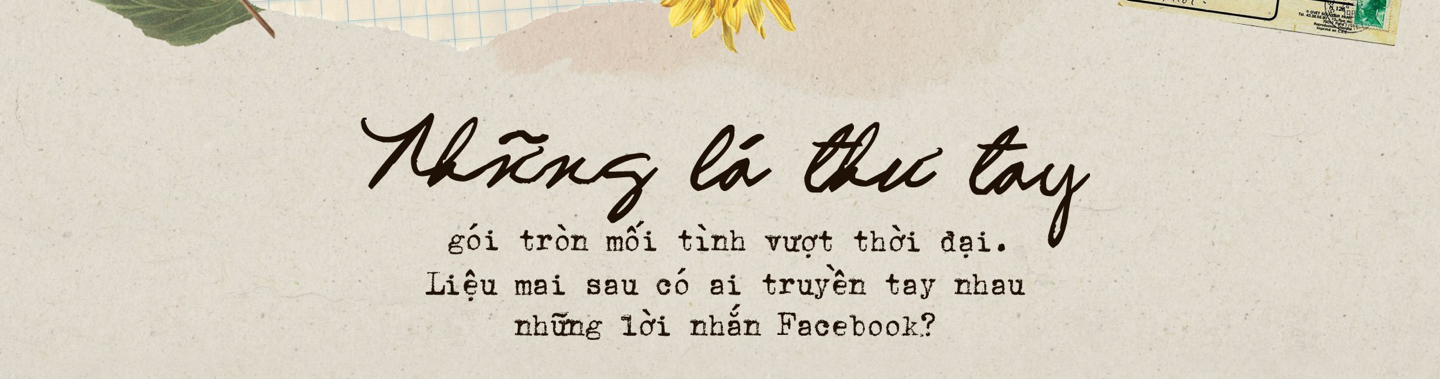 Những lá thư tay
gói tròn mối tình vượt thời đại.
Liệu mai sau có ai truyền tay nhau
những lời nhắn Facebook?